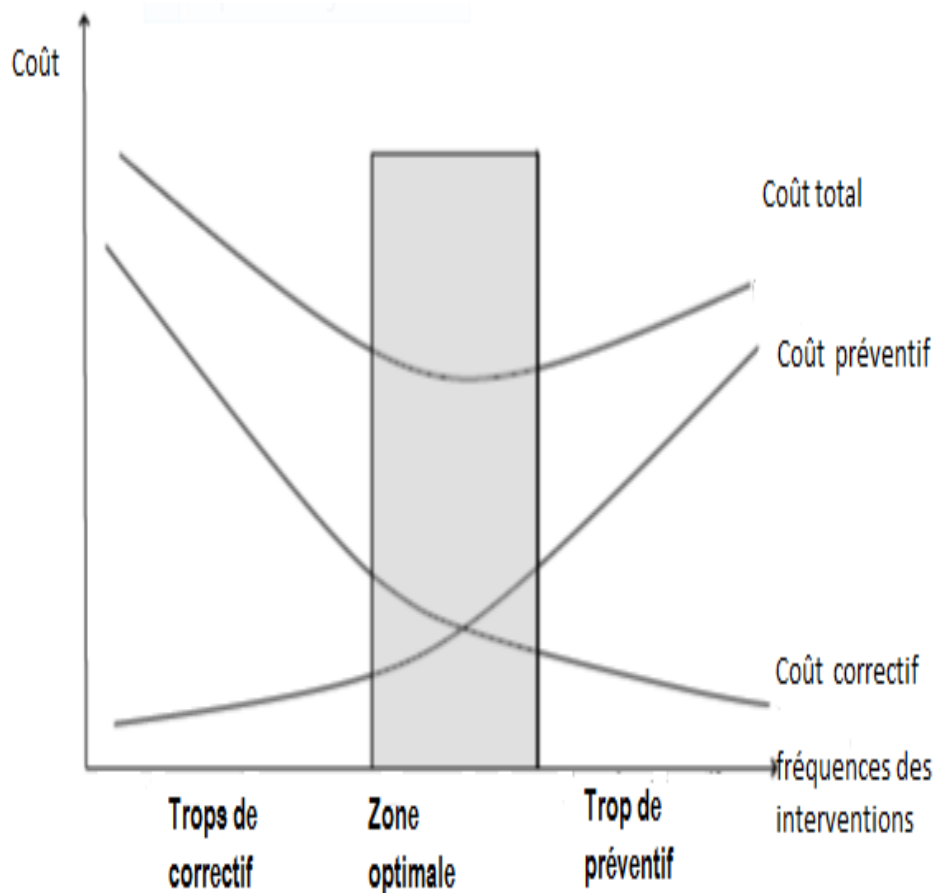 Coût
Coût total
Coût préventif
Coût correctif
fréquences des
interventions
Trops de
correctif
Zone
optimale
Trop de
préventif